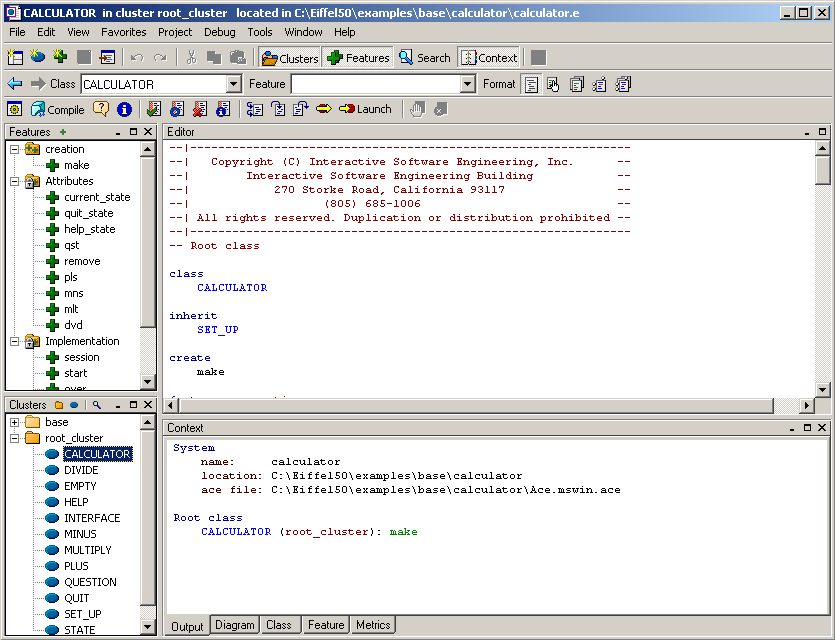 CALCULATOR in cluster root_cluster located in C:\Eiffel50\examples\base\calculator\calculator.e
File Edit View Favorites Project Debug Tools Window Help
Clusters Features Search Context
Class CALCULATOR Feature Format
Compile Launch
Features
creation
make
Attributes
current_state
quit_state
help_state
qst
remove
pls
mns
mlt
dvd
Implementation
session
start
over
Clusters
base
root_cluster
CALCULATOR
DIVIDE
EMPTY
HELP
INTERFACE
MINUS
MULTIPLY
PLUS
QUESTION
QUIT
SET_UP
STATE
Editor
--|---------------------------------------------------------------
--| Copyright (C) Interactive Software Engineering, Inc. --
--| Interactive Software Engineering Building --
--| 270 Storke Road, California 93117 --
--| (805) 685-1006 --
--| All rights reserved. Duplication or distribution prohibited --
--|---------------------------------------------------------------
-- Root class
class
CALCULATOR
inherit
SET_UP
create
make
Context
System
name: calculator
location: C:\Eiffel50\examples\base\calculator
ace file: C:\Eiffel50\examples\base\calculator\Ace.mswin.ace
Root class
CALCULATOR (root_cluster): make
Output Diagram Class Feature Metrics